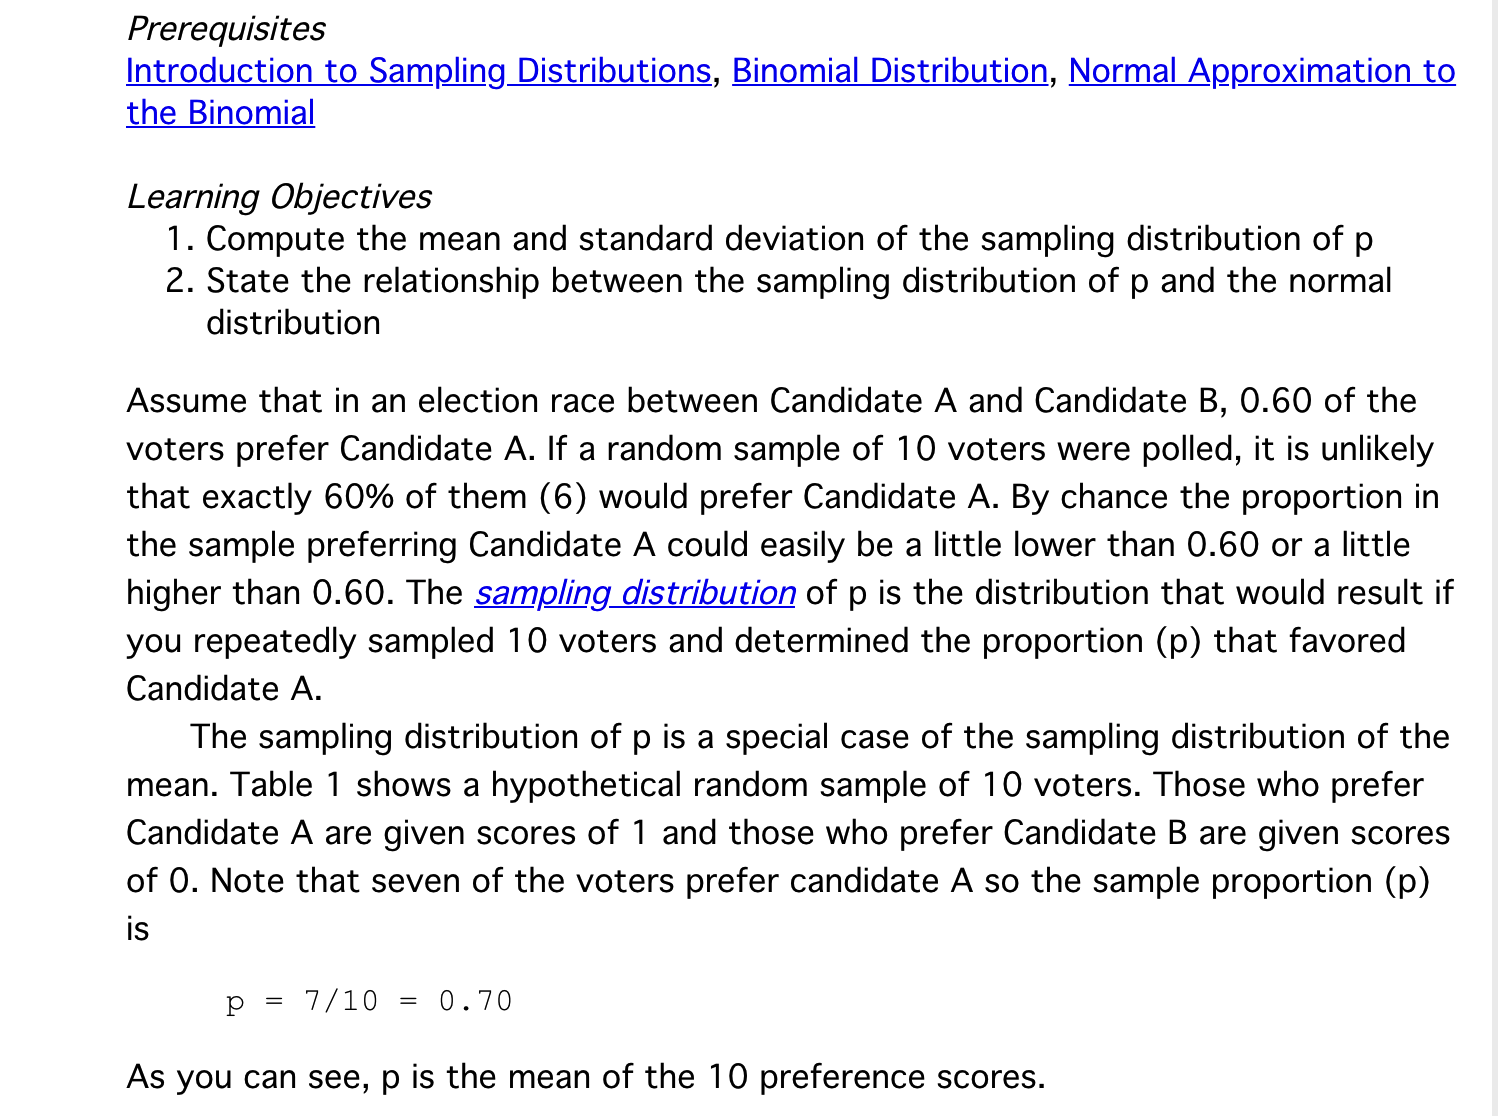 Prerequisites
Introduction to Sampling Distributions, Binomial Distribution, Normal Approximation to
the Binomial
Learning Objectives
1. Compute the mean and standard deviation of the sampling distribution of p
2. State the relationship between the sampling distribution of p and the normal
distribution
Assume that in an election race between Candidate A and Candidate B, 0.60 of the
voters prefer Candidate A. If a random sample of 10 voters were polled, it is unlikely
that exactly 60% of them (6) would prefer Candidate A. By chance the proportion in
the sample preferring Candidate A could easily be a little lower than 0.60 or a little
higher than 0.60. The sampling distribution of p is the distribution that would result if
you repeatedly sampled 10 voters and determined the proportion (p) that favored
Candidate A.
The sampling distribution of p is a special case of the sampling distribution of the
mean. Table 1 shows a hypothetical random sample of 10 voters. Those who prefer
Candidate A are given scores of 1 and those who prefer Candidate B are given scores
of 0. Note that seven of the voters prefer candidate A so the sample proportion (p)
is
p = 7/10 = 0.70
As you can see, p is the mean of the 10 preference scores.